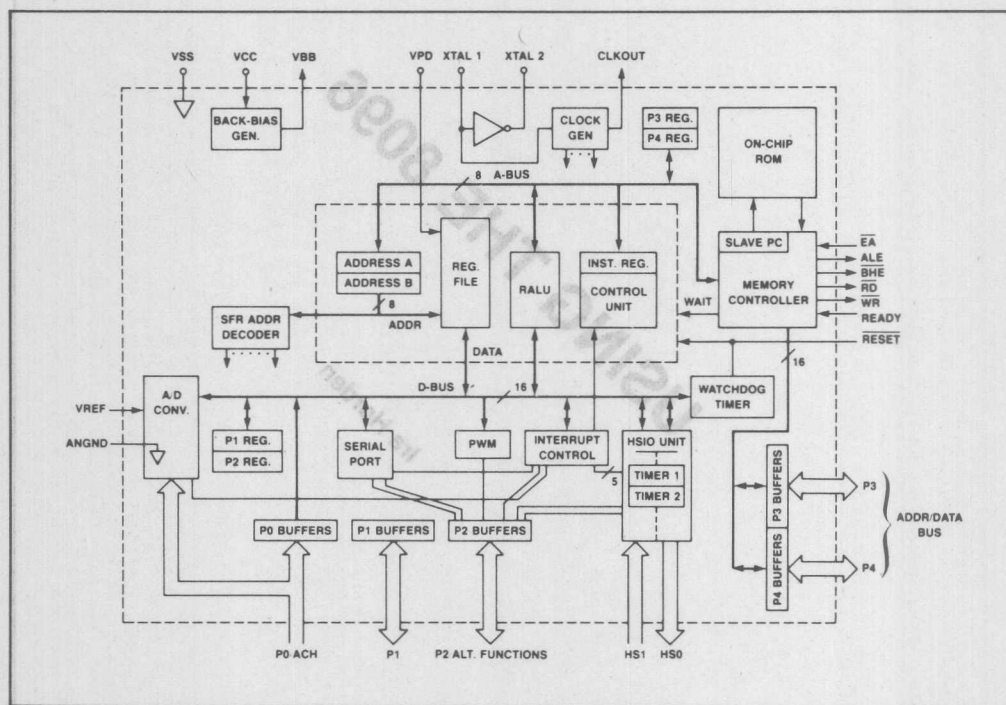 VSS
VCC
VBB
VPD
XTAL 1
XTAL 2
CLKOUT
BACK-BIAS
GEN.
CLOCK
GEN
P3 REG.
P4 REG.
ON-CHIP
ROM
8
A-BUS
SLAVE PC
MEMORY
CONTROLLER
EA
ALE
BHE
RD
WR
READY
RESET
ADDRESS A
ADDRESS B
REG.
FILE
RALU
INST. REG.
CONTROL
UNIT
WAIT
8
ADDR
SFR ADDR
DECODER
DATA
16
WATCHDOG
TIMER
D-BUS
16
VREF
ANGND
A/D
CONV.
P1 REG.
P2 REG.
SERIAL
PORT
PWM
INTERRUPT
CONTROL
HSIO UNIT
5
TIMER 1
TIMER 2
P0 BUFFERS
P1 BUFFERS
P2 BUFFERS
P3 BUFFERS
P4 BUFFERS
P3
P4
ADDR/DATA
BUS
P0 ACH
P1
P2 ALT. FUNCTIONS
HS1
HS0
USING THE 8096
Ira Horden